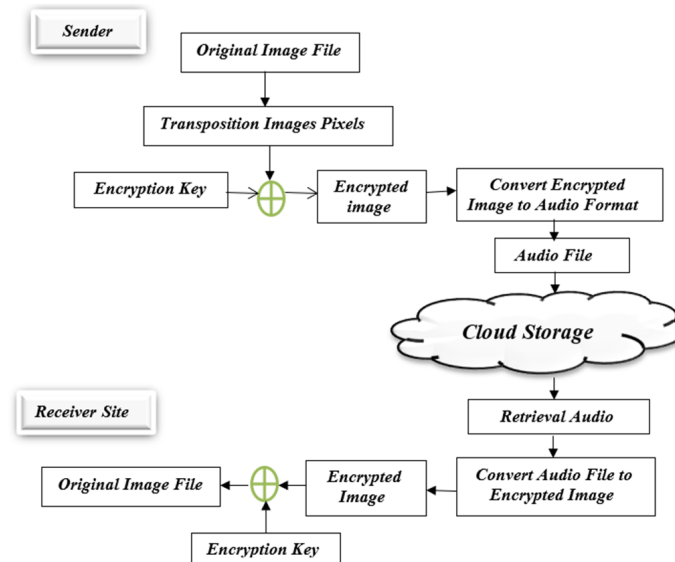 Sender
Original Image File
Transposition Images Pixels
Encryption Key
Encrypted
image
Convert Encrypted
Image to Audio Format
Audio File
Cloud Storage
Receiver Site
Retrieval Audio
Convert Audio File to
Encrypted Image
Encrypted
Image
Original Image File
Encryption Key